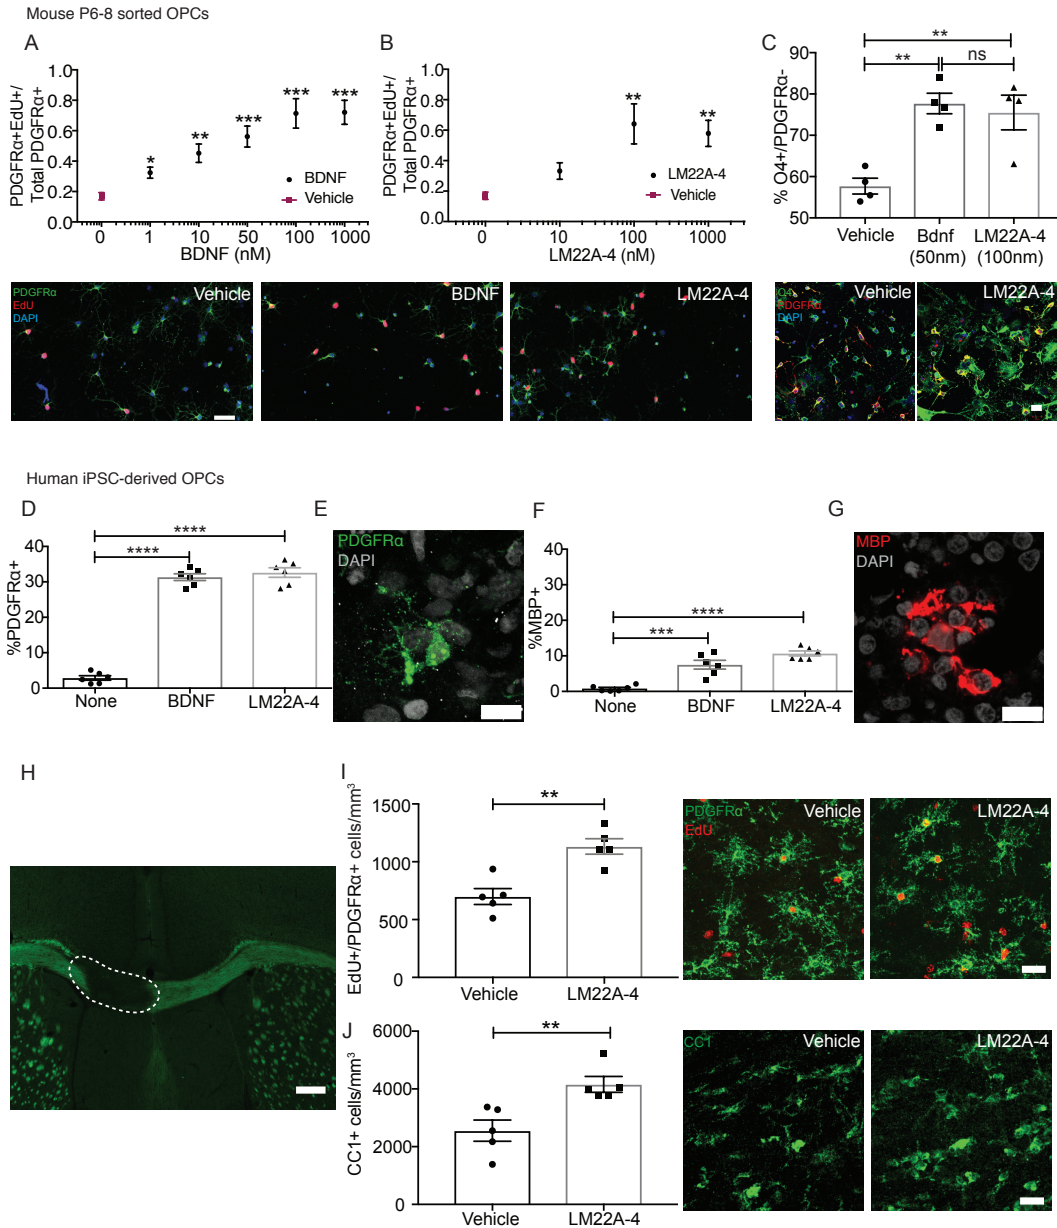 Mouse P6-8 sorted OPCs
A
PDGFRα+EdU+/
Total PDGFRα+
1.0
0.8
0.6
0.4
0.2
0.0
*
**
***
***
***
BDNF
Vehicle
0 1 10 50 100 1000
BDNF (nM)
B
PDGFRα+EdU+/
Total PDGFRα+
1.0
0.8
0.6
0.4
0.2
0.0
**
**
LM22A-4
Vehicle
0 10 100 1000
LM22A-4 (nM)
C
% O4+/PDGFRα-
90
80
70
60
50
**
** ns
Vehicle Bdnf LM22A-4
(50nm) (100nm)
PDGFRα
EdU
DAPI
Vehicle
BDNF
LM22A-4
O4
PDGFRα
DAPI
Vehicle
LM22A-4
Human iPSC-derived OPCs
D
%PDGFRα+
40
30
20
10
0
****
****
None BDNF LM22A-4
E
PDGFRα
DAPI
F
%MBP+
40
30
20
10
0
****
***
None BDNF LM22A-4
G
MBP
DAPI
H
I
EdU+/PDGFRα+ cells/mm³
1500
1000
500
0
**
Vehicle LM22A-4
PDGFRα
EdU
Vehicle
LM22A-4
J
CC1+ cells/mm³
6000
4000
2000
0
**
Vehicle LM22A-4
CC1
Vehicle
LM22A-4